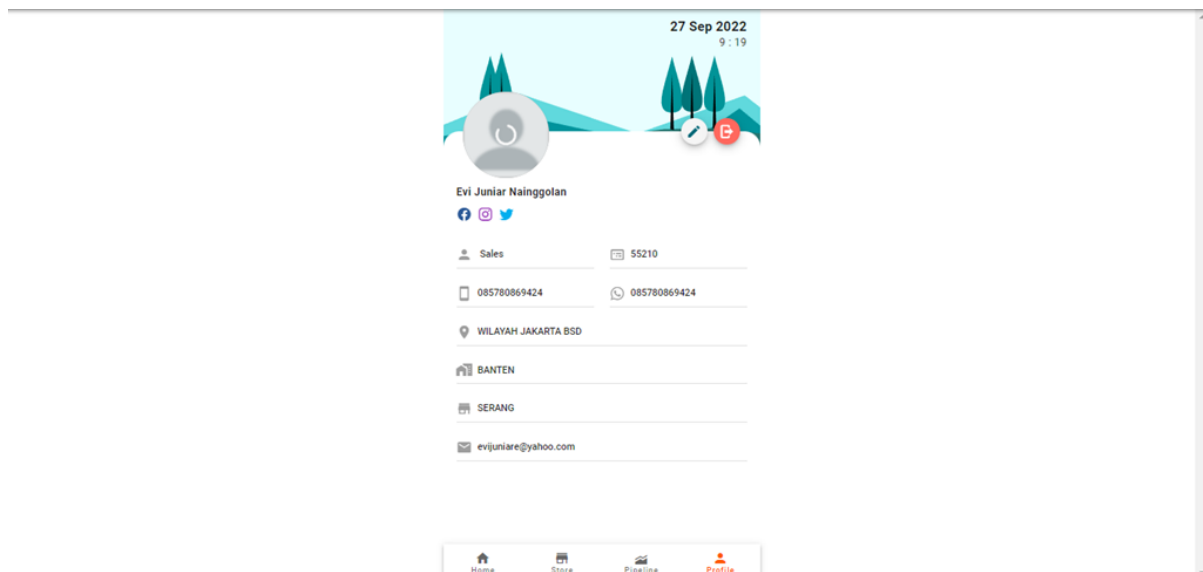 27 Sep 2022
9 : 19
Evi Juniar Nainggolan
Sales
55210
085780869424
085780869424
WILAYAH JAKARTA BSD
BANTEN
SERANG
evijuniare@yahoo.com
Home
Store
Pipeline
Profile